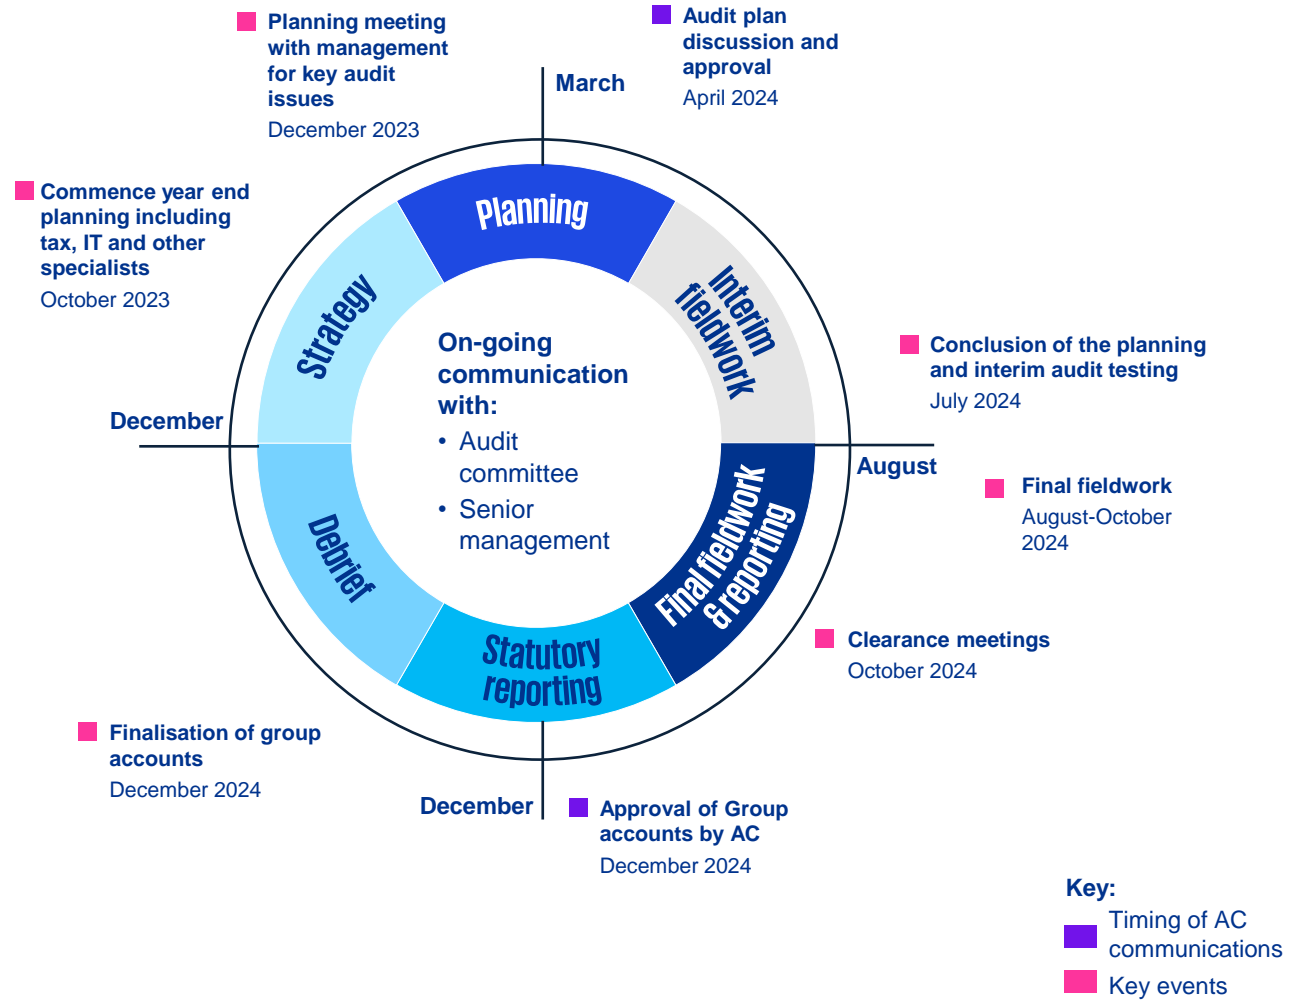 Planning meeting
with management
for key audit
issues
December 2023
Audit plan
discussion and
approval
April 2024
March
Commence year end
planning including
tax, IT and other
specialists
October 2023
Planning
Strategy
Interim
fieldwork
On-going
communication
with:
• Audit
committee
• Senior
management
Conclusion of the planning
and interim audit testing
July 2024
December
August
Final fieldwork
August-October
2024
Final fieldwork
& reporting
Debrief
Statutory
reporting
Clearance meetings
October 2024
Finalisation of group
accounts
December 2024
December
Approval of Group
accounts by AC
December 2024
Key:
Timing of AC
communications
Key events